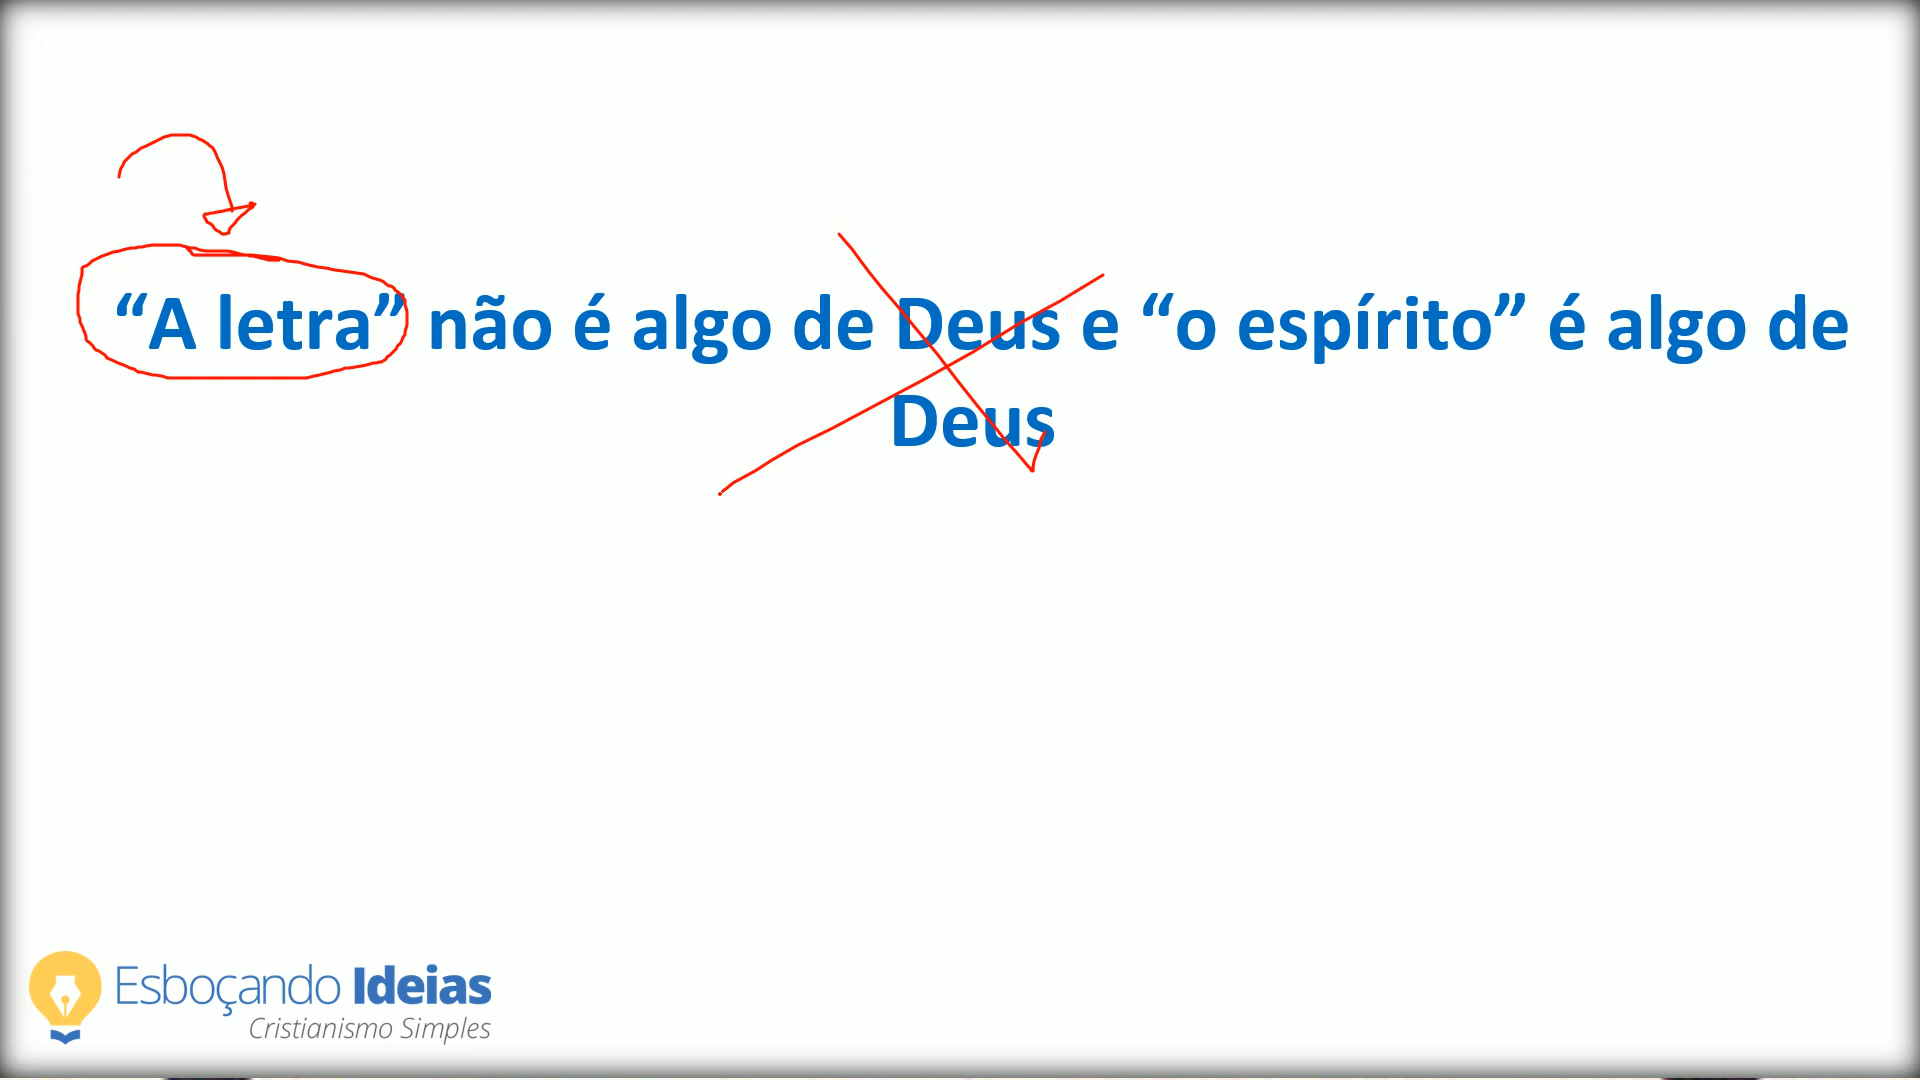 “A letra” não é algo de Deus e “o espírito” é algo de
Deus
Esboçando Ideias
Cristianismo Simples